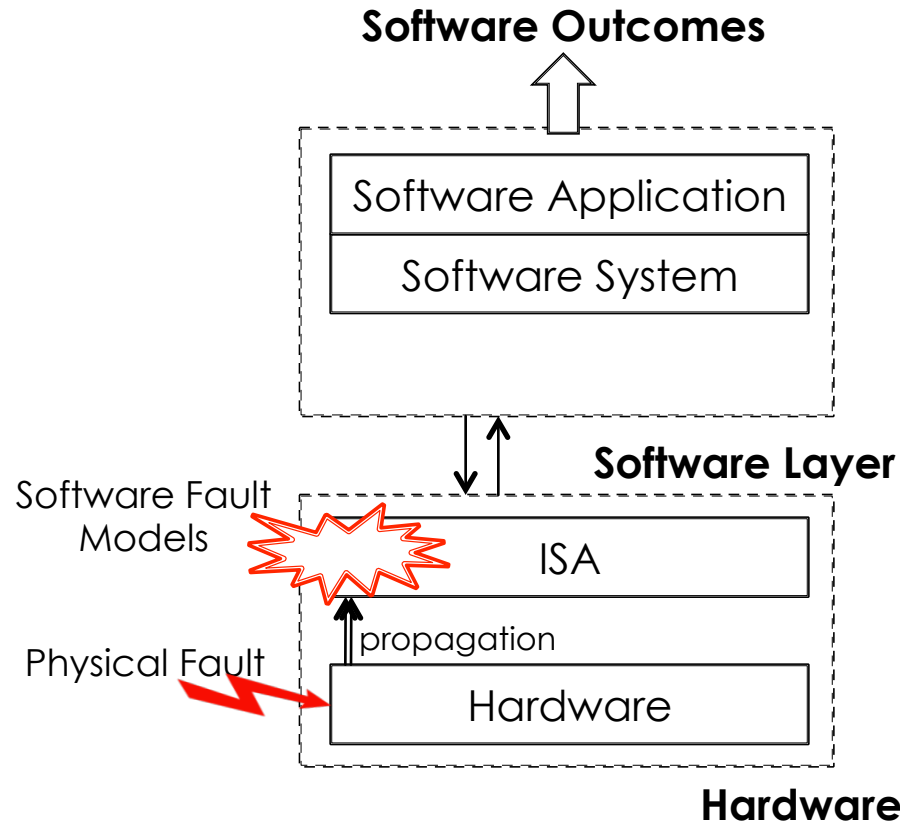 Software Outcomes
Software Application
Software System
Software Layer
Software Fault
Models
ISA
propagation
Physical Fault
Hardware
Hardware